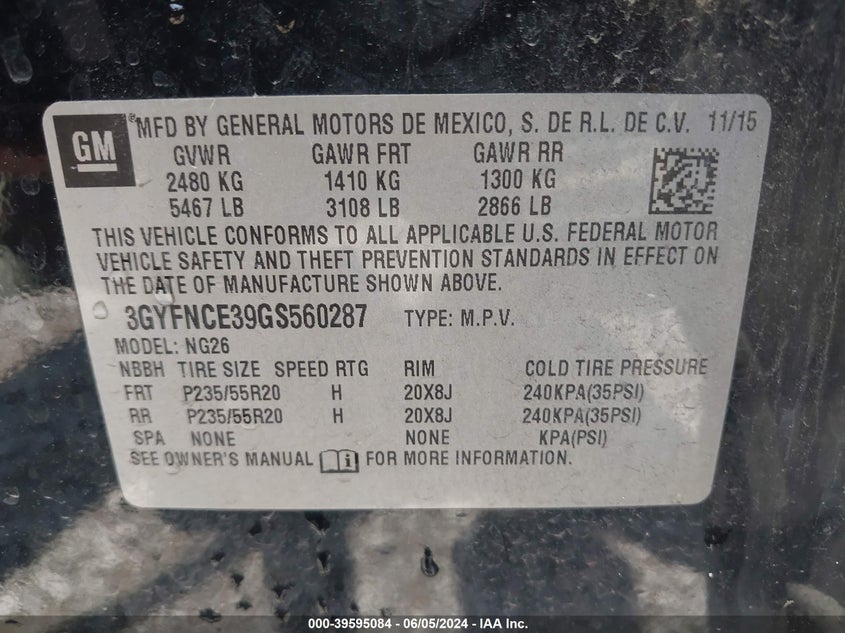 GM ® MFD BY GENERAL MOTORS DE MEXICO, S. DE R.L. DE C.V. 11/15
GVWR GAWR FRT GAWR RR
2480 KG 1410 KG 1300 KG
5467 LB 3108 LB 2866 LB
THIS VEHICLE CONFORMS TO ALL APPLICABLE U.S. FEDERAL MOTOR
VEHICLE SAFETY AND THEFT PREVENTION STANDARDS IN EFFECT ON
THE DATE OF MANUFACTURE SHOWN ABOVE.
3GYFNCE39GS560287 TYPE: M.P.V.
MODEL: NG26
NBBH TIRE SIZE SPEED RTG RIM COLD TIRE PRESSURE
FRT P235/55R20 H 20X8J 240KPA(35PSI)
RR P235/55R20 H 20X8J 240KPA(35PSI)
SPA NONE NONE KPA(PSI)
SEE OWNER'S MANUAL FOR MORE INFORMATION.
000-39595084 - 06/05/2024 - IAA Inc.